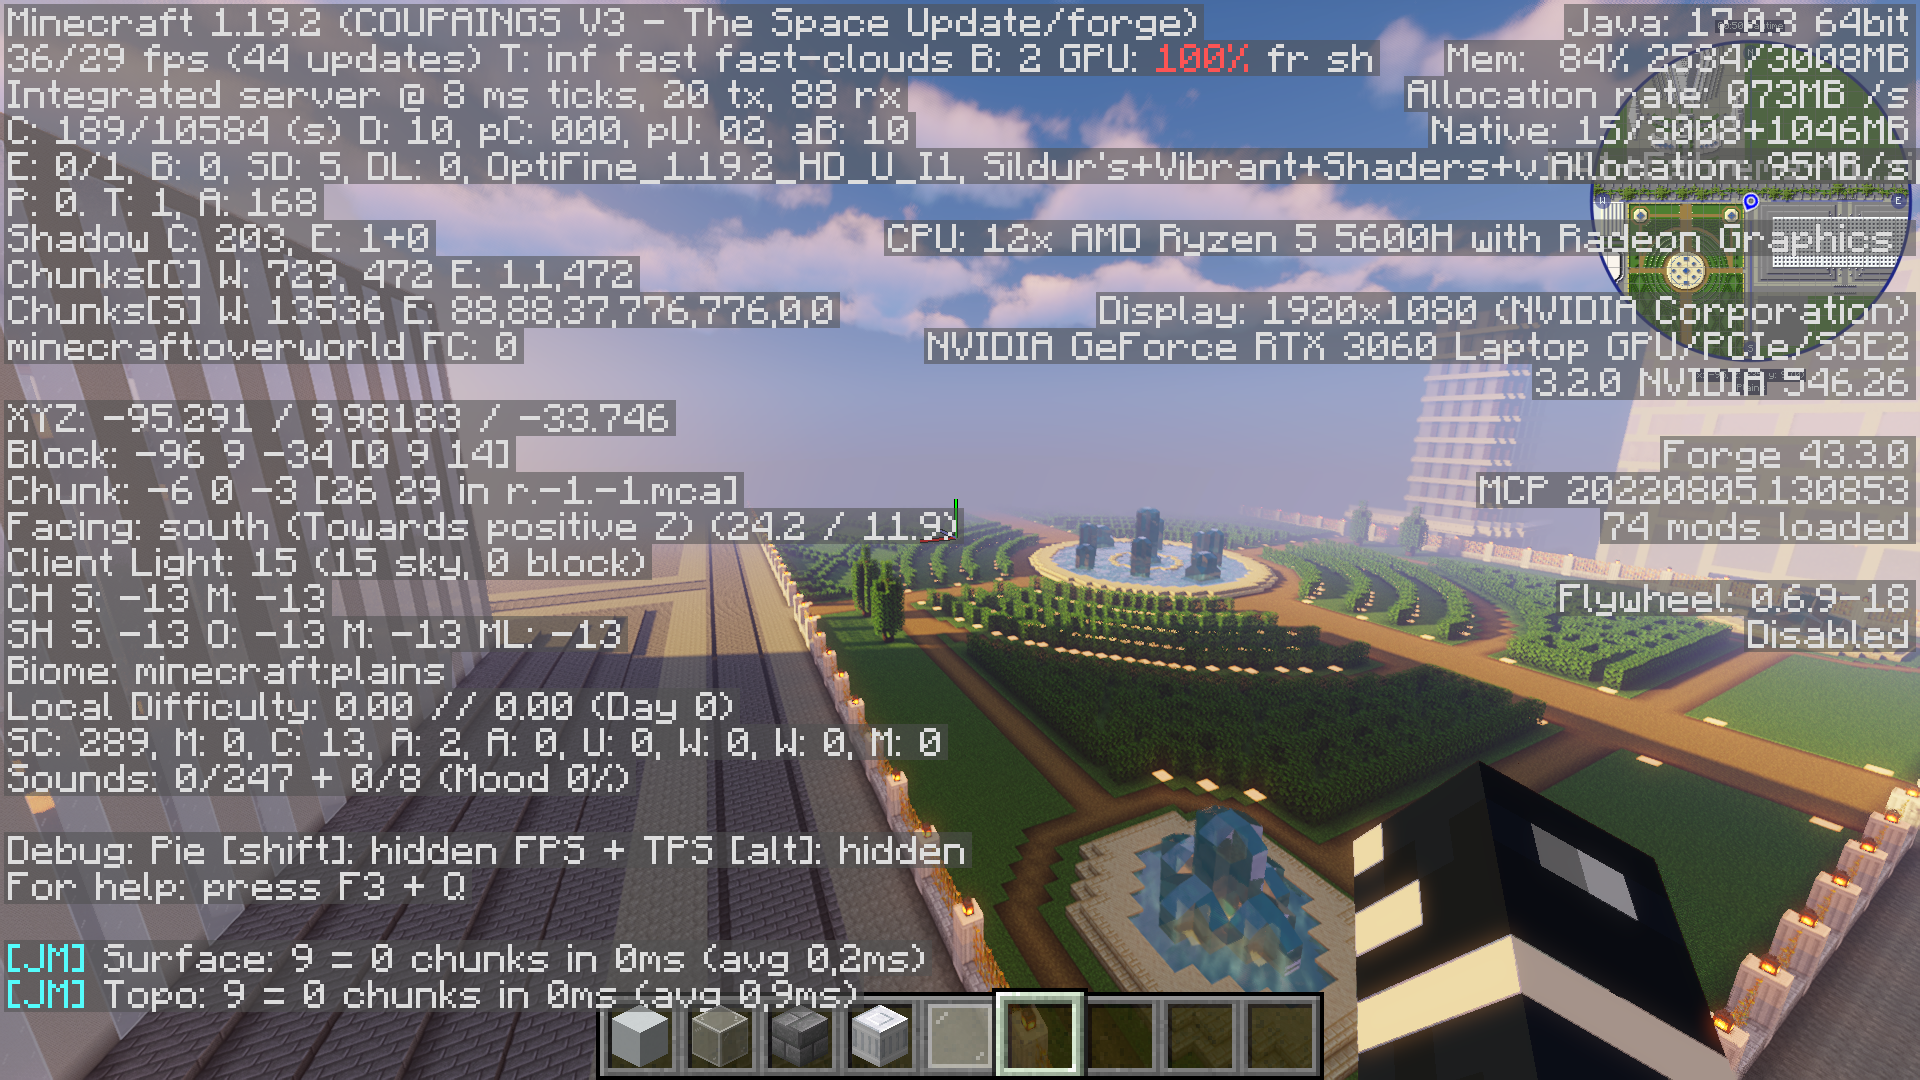 Minecraft 1.19.2 (COUPAINGS V3 - The Space Update/forge)
36/29 fps (44 updates) T: inf fast fast-clouds B: 2 GPU: 100% fr sh
Integrated server @ 8 ms ticks, 20 tx, 88 rx
C: 189/10584 (s) D: 10, pC: 000, pU: 02, aB: 10
E: 0/1, B: 0, SD: 5, DL: 0, OptiFine_1.19.2_HD_U_I1, Sildur's+Vibrant+Shaders+
P: 0. T: 1, A: 168
Shadow C: 203, E: 1+0
Chunks[C] W: 729, 472 E: 1,1,472
Chunks[S] W: 13536 E: 88,88,37,776,776,0,0
minecraft:overworld FC: 0
XYZ: -95.291 / 9.98183 / -33.746
Block: -96 9 -34 [0 9 14]
Chunk: -6 0 -3 [26 29 in r.-1.-1.mca]
Facing: south (Towards positive Z) (24.2 / 11.9)
Client Light: 15 (15 sky, 0 block)
CH S: -13 M: -13
SH S: -13 O: -13 M: -13 ML: -13
Biome: minecraft:plains
Local Difficulty: 0.00 // 0.00 (Day 0)
SC: 289, M: 0, C: 13, A: 2, A: 0, U: 0, W: 0, W: 0, M: 0
Sounds: 0/247 + 0/8 (Mood 0%)
Debug: Pie [shift]: hidden FPS + TPS [alt]: hidden
For help: press F3 + Q
[JM] Surface: 9 = 0 chunks in 0ms (avg 0,2ms)
[JM] Topo: 9 = 0 chunks in 0ms (avg 0,9ms)
Java: 17.0.3 64bit
Mem: 84% 2534/3008MB
Allocation rate: 073MB /s
Native: 15/3008+1046MB
Allocation: 95MB/s
CPU: 12x AMD Ryzen 5 5600H with Radeon Graphics
Display: 1920x1080 (NVIDIA Corporation)
NVIDIA GeForce RTX 3060 Laptop GPU/PCIe/SSE2
3.2.0 NVIDIA 546.26
Forge 43.3.0
MCP 20220805.130853
74 mods loaded
Flywheel: 0.6.9-18
Disabled
W
E